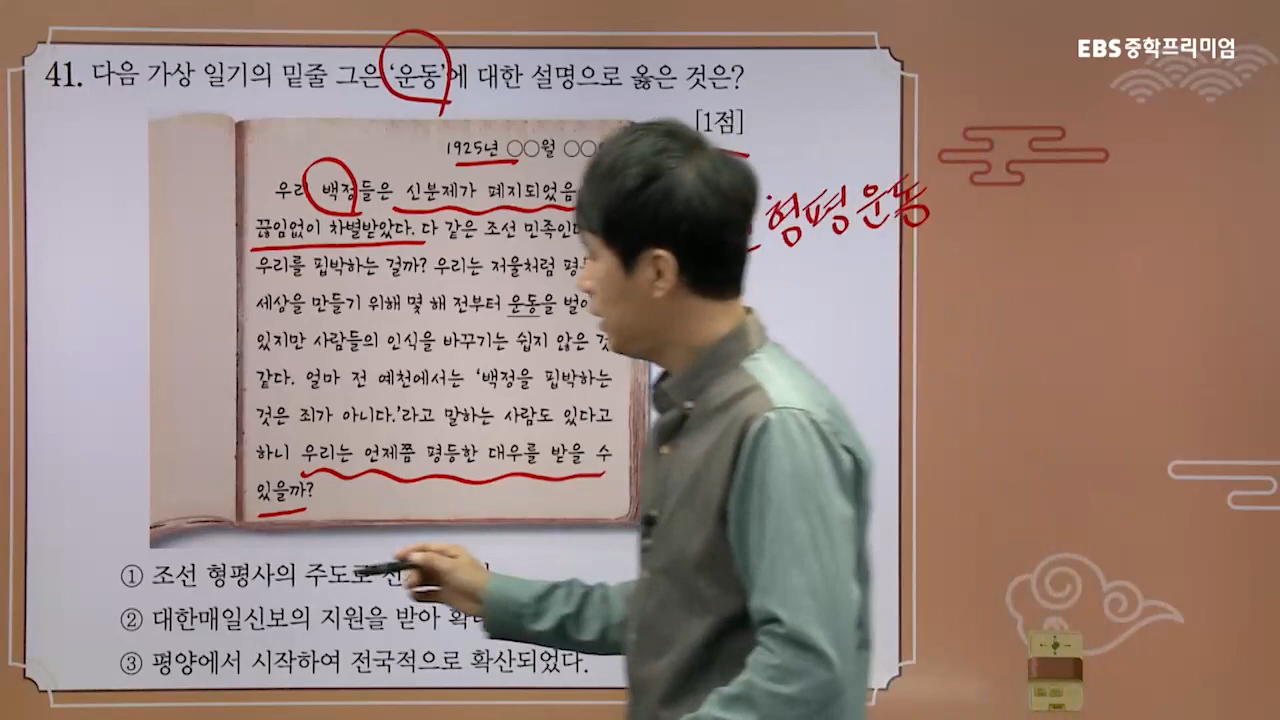 EBS 중학프리미엄
41. 다음 가상 일기의 밑줄 그은 '운동'에 대한 설명으로 옳은 것은?
[1점]
1925년 ○○월 ○○
우리 백정들은 신분제가 폐지되었음
끊임없이 차별받았다. 다 같은 조선 민족인
우리를 핍박하는 걸까? 우리는 저울처럼
세상을 만들기 위해 몇 해 전부터 운동을
있지만 사람들의 인식을 바꾸기는 쉽지 않은 것
같다. 얼마 전 예천에서는 '백정을 핍박하는
것은 죄가 아니다.'라고 말하는 사람도 있다고
하니 우리는 언제쯤 평등한 대우를 받을 수
있을까?
형평운동
① 조선 형평사의 주도로
② 대한매일신보의 지원을 받아
③ 평양에서 시작하여 전국적으로 확산되었다.